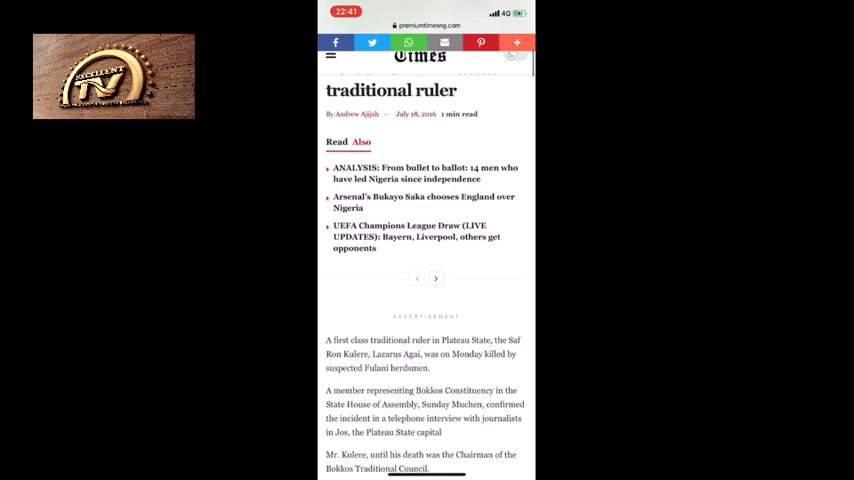 22:41
4G
premiumtimesng.com
EXCELLENT
TV
Times
traditional ruler
By Andrew Ajijah — July 18, 2016 1 min read
Read Also
ANALYSIS: From bullet to ballot: 14 men who
have led Nigeria since independence
Arsenal's Bukayo Saka chooses England over
Nigeria
UEFA Champions League Draw (LIVE
UPDATES): Bayern, Liverpool, others get
opponents
ADVERTISEMENT
A first class traditional ruler in Plateau State, the Saf
Ron Kulere, Lazarus Agai, was on Monday killed by
suspected Fulani herdsmen.
A member representing Bokkos Constituency in the
State House of Assembly, Sunday Muchen, confirmed
the incident in a telephone interview with journalists
in Jos, the Plateau State capital
Mr. Kulere, until his death was the Chairman of the
Bokkos Traditional Council.